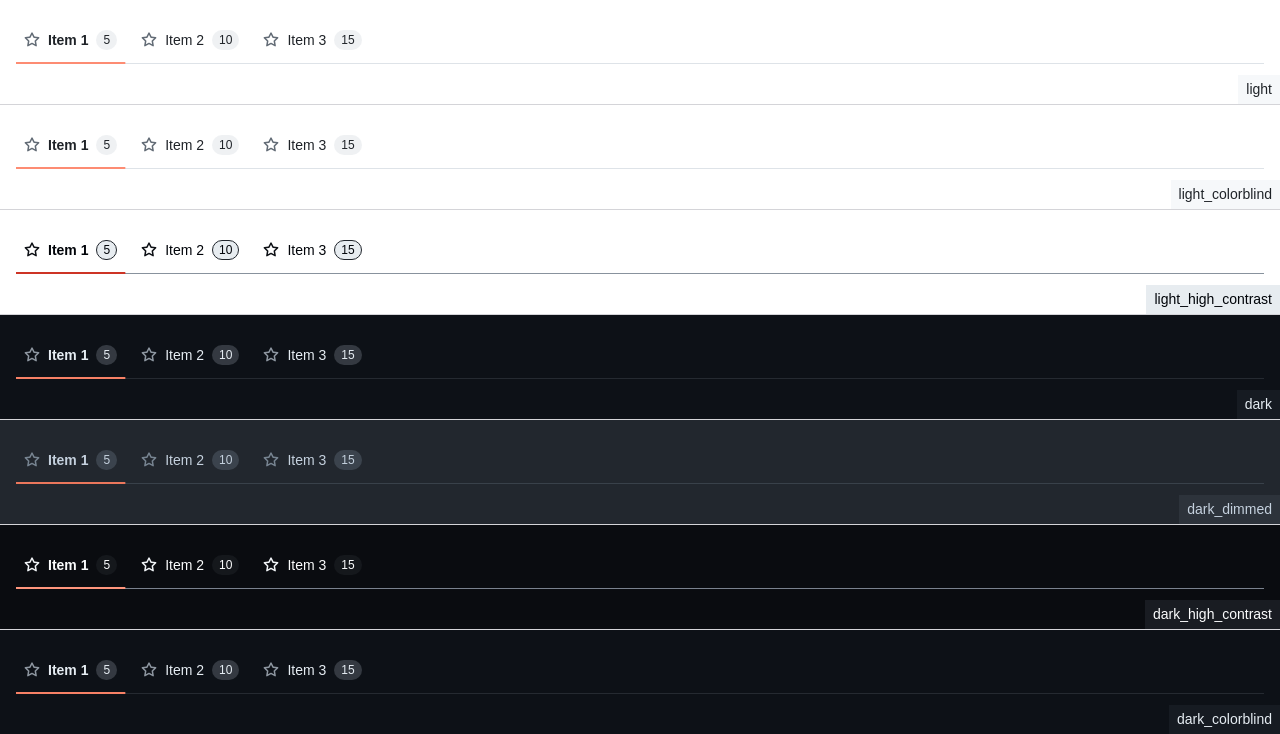 Item 1 5 Item 2 10 Item 3 15
light
Item 1 5 Item 2 10 Item 3 15
light_colorblind
Item 1 5 Item 2 10 Item 3 15
light_high_contrast
Item 1 5 Item 2 10 Item 3 15
dark
Item 1 5 Item 2 10 Item 3 15
dark_dimmed
Item 1 5 Item 2 10 Item 3 15
dark_high_contrast
Item 1 5 Item 2 10 Item 3 15
dark_colorblind